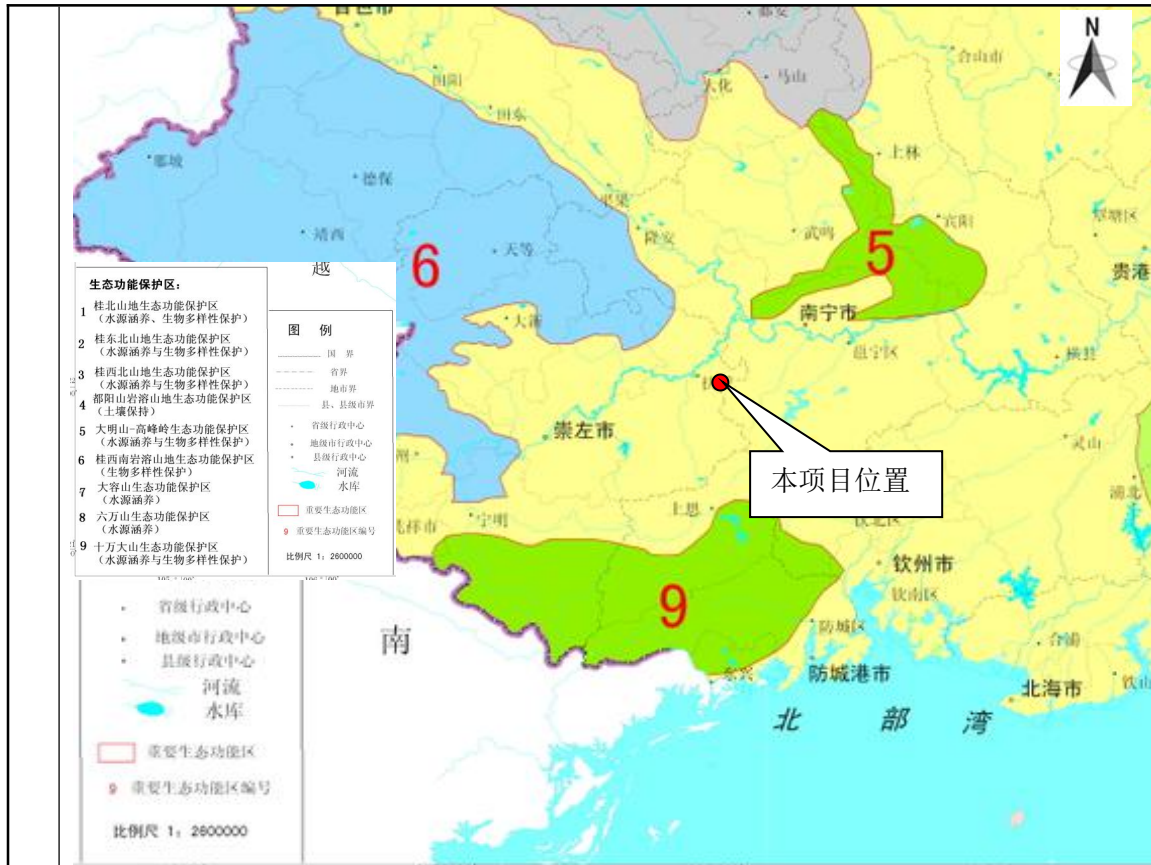 百色市
都安
合山市
N
田阳
大化
马山
田东
上林
那坡
德保
平果
宾阳
覃塘区
靖西
天等
隆安
武鸣
6
5
贵港
越
大新
南宁市
邕宁区
横县
生态功能保护区:
1 桂北山地生态功能保护区
(水源涵养、生物多样性保护)
2 桂东北山地生态功能保护区
(水源涵养与生物多样性保护)
3 桂西北山地生态功能保护区
(水源涵养与生物多样性保护)
4 都阳山岩溶山地生态功能保护区
(土壤保持)
5 大明山-高峰岭生态功能保护区
(水源涵养与生物多样性保护)
6 桂西南岩溶山地生态功能保护区
(生物多样性保护)
7 大容山生态功能保护区
(水源涵养)
8 六万山生态功能保护区
(水源涵养)
9 十万大山生态功能保护区
(水源涵养与生物多样性保护)
图 例
国 界
省界
地市界
县、县级市界
省级行政中心
地级市行政中心
县级行政中心
河流
水库
重要生态功能区
9 重要生态功能区编号
比例尺 1: 2600000
崇左市
灵山
本项目位置
浦北
上思
宁明
凭祥市
钦北区
钦州市
钦南区
9
南
防城区
合浦
东兴
防城港市
北海市
铁山
北 部 湾
省级行政中心
地级市行政中心
县级行政中心
河流
水库
重要生态功能区
9 重要生态功能区编号
比例尺 1: 2600000